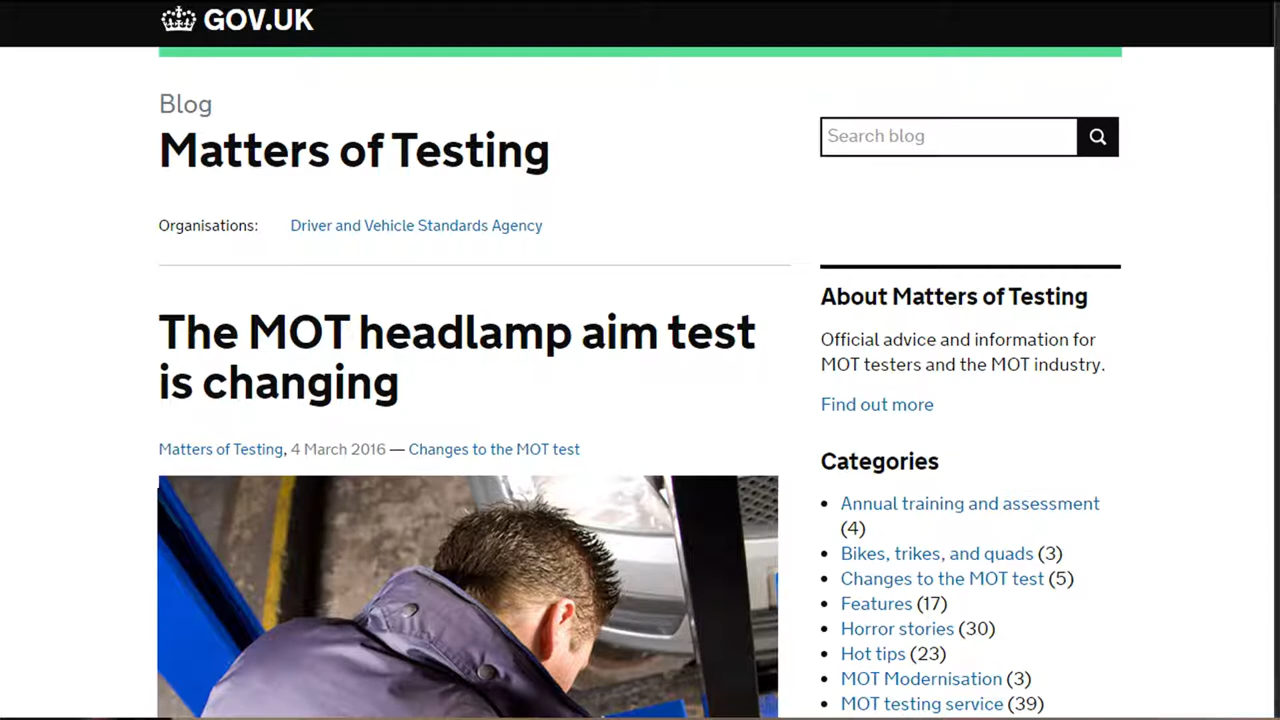 GOV.UK
Blog
Matters of Testing
Search blog
Organisations: Driver and Vehicle Standards Agency
The MOT headlamp aim test
is changing
Matters of Testing, 4 March 2016 — Changes to the MOT test
About Matters of Testing
Official advice and information for
MOT testers and the MOT industry.
Find out more
Categories
• Annual training and assessment
(4)
• Bikes, trikes, and quads (3)
• Changes to the MOT test (5)
• Features (17)
• Horror stories (30)
• Hot tips (23)
• MOT Modernisation (3)
• MOT testing service (39)